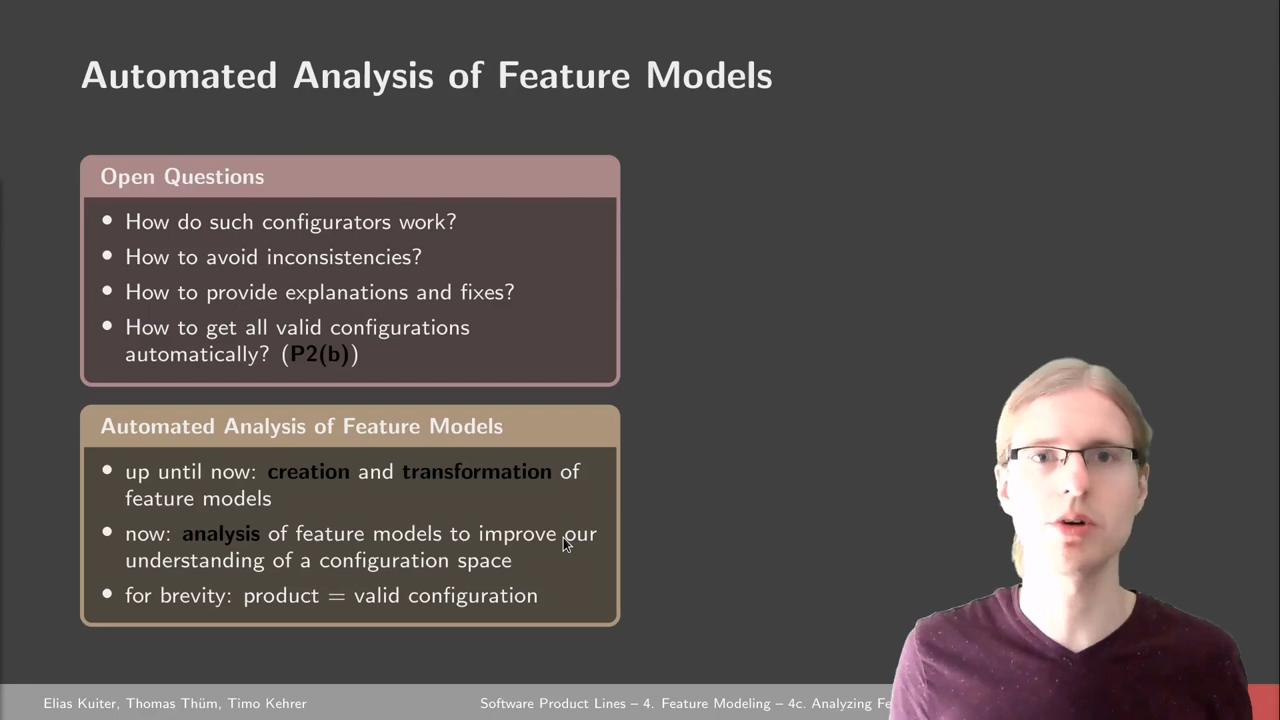 Automated Analysis of Feature Models
Open Questions
• How do such configurators work?
• How to avoid inconsistencies?
• How to provide explanations and fixes?
• How to get all valid configurations
automatically? (P2(b))
Automated Analysis of Feature Models
• up until now: creation and transformation of
feature models
• now: analysis of feature models to improve our
understanding of a configuration space
• for brevity: product = valid configuration
Elias Kuiter, Thomas Thüm, Timo Kehrer
Software Product Lines – 4. Feature Modeling – 4c. Analyzing